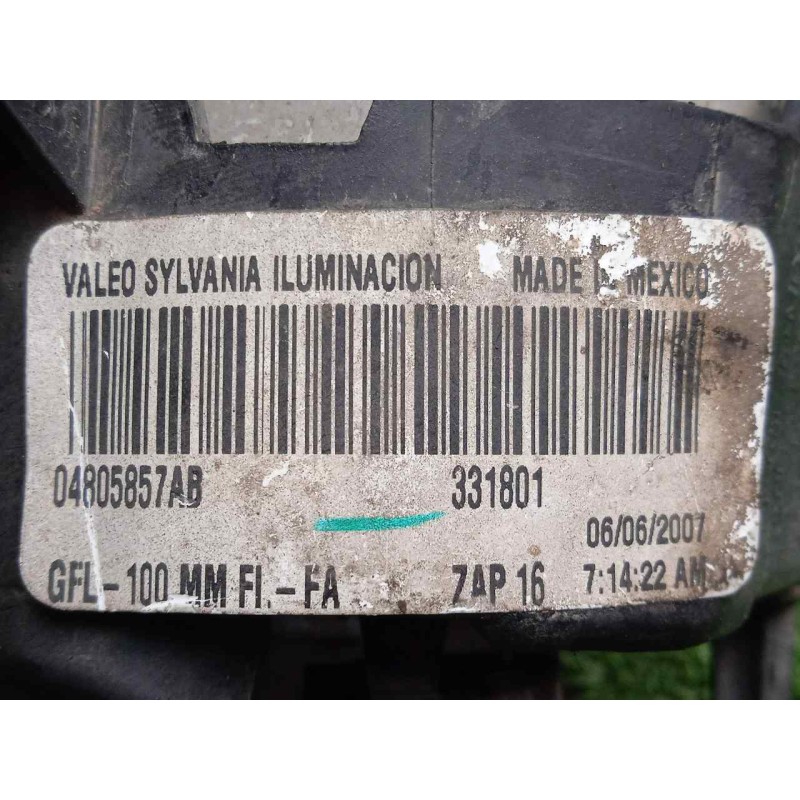 VALEO SYLVANIA ILUMINACION MADE MEXICO
04805857AB 331801
06/06/2007
GFL-100 MM FI.-FA 7AP 16 7:14:22 AM